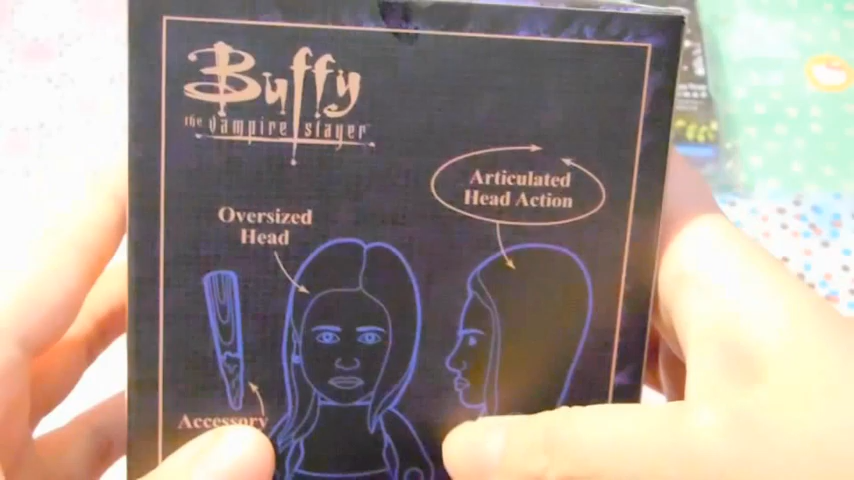 Buffy
the vampire slayer
Articulated
Head Action
Oversized
Head
Accessory